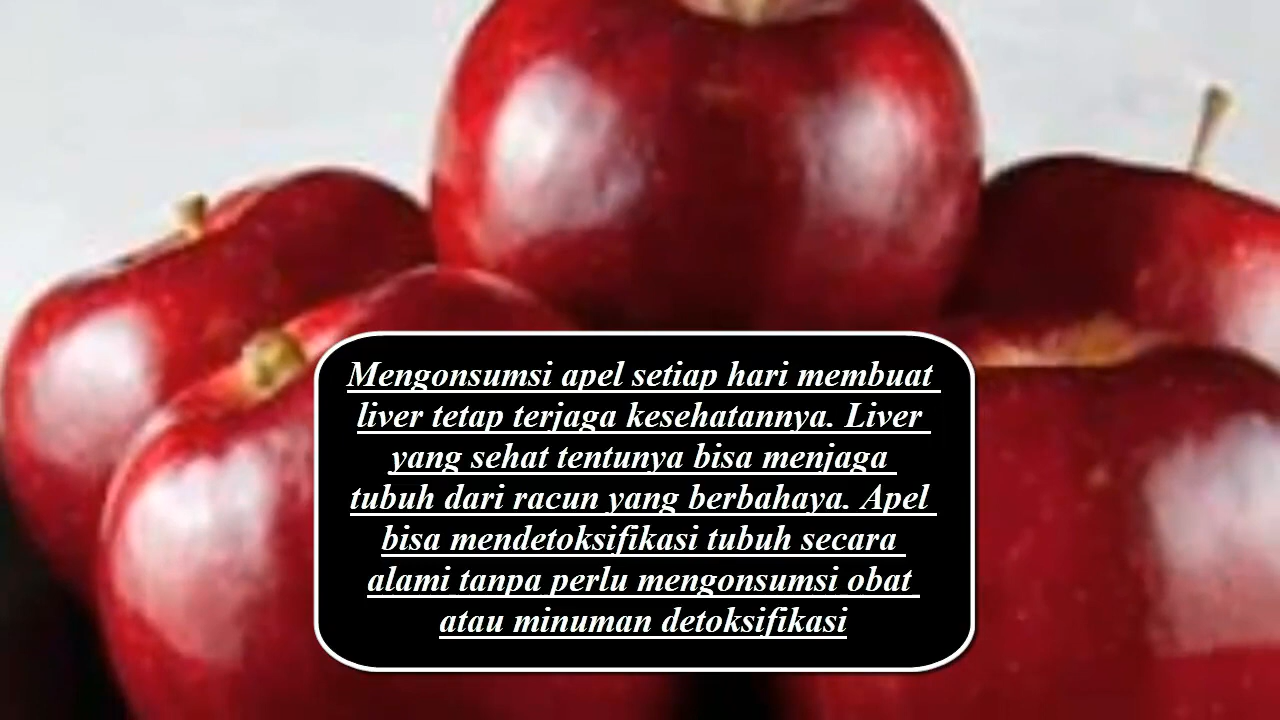 Mengonsumsi apel setiap hari membuat
liver tetap terjaga kesehatannya. Liver
yang sehat tentunya bisa menjaga
tubuh dari racun yang berbahaya. Apel
bisa mendetoksifikasi tubuh secara
alami tanpa perlu mengonsumsi obat
atau minuman detoksifikasi